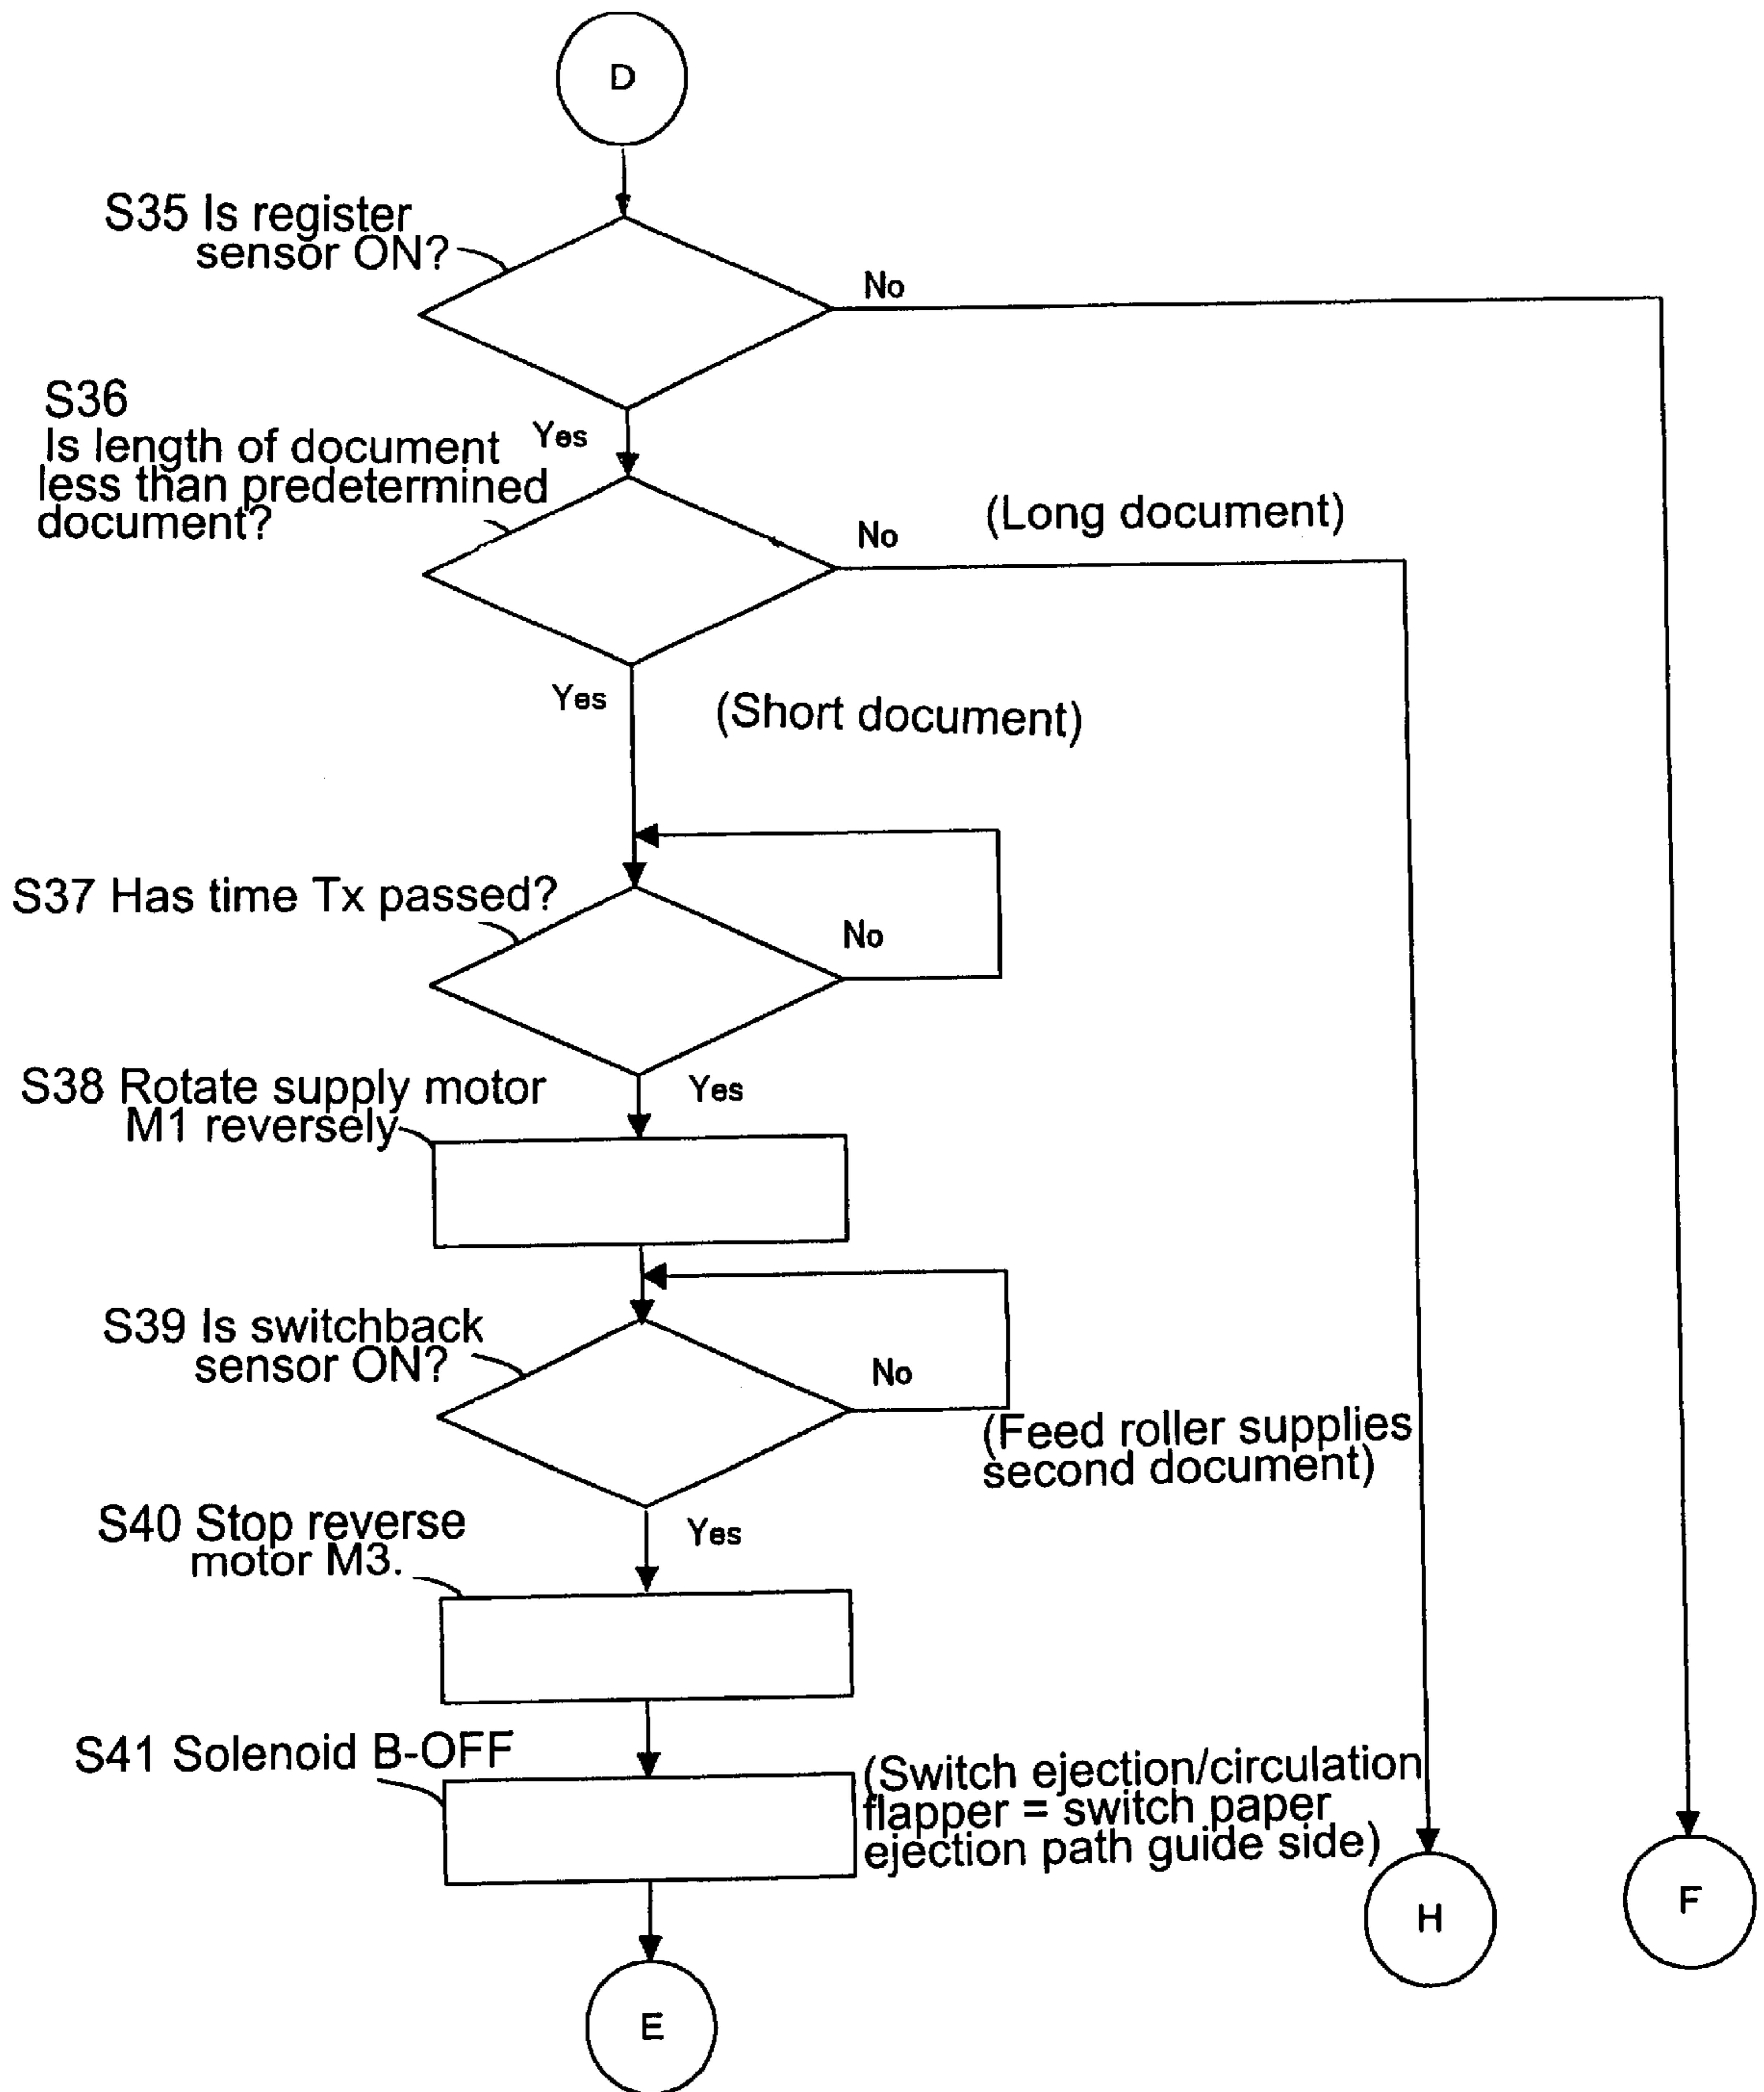 D
S35 Is register
sensor ON?
No
S36
Is length of document
less than predetermined
document?
Yes
No
(Long document)
Yes
(Short document)
S37 Has time Tx passed?
No
S38 Rotate supply motor
M1 reversely
Yes
S39 Is switchback
sensor ON?
No
(Feed roller supplies
second document)
S40 Stop reverse
motor M3.
Yes
S41 Solenoid B-OFF
(Switch ejection/circulation
flapper = switch paper
ejection path guide side)
H
F
E